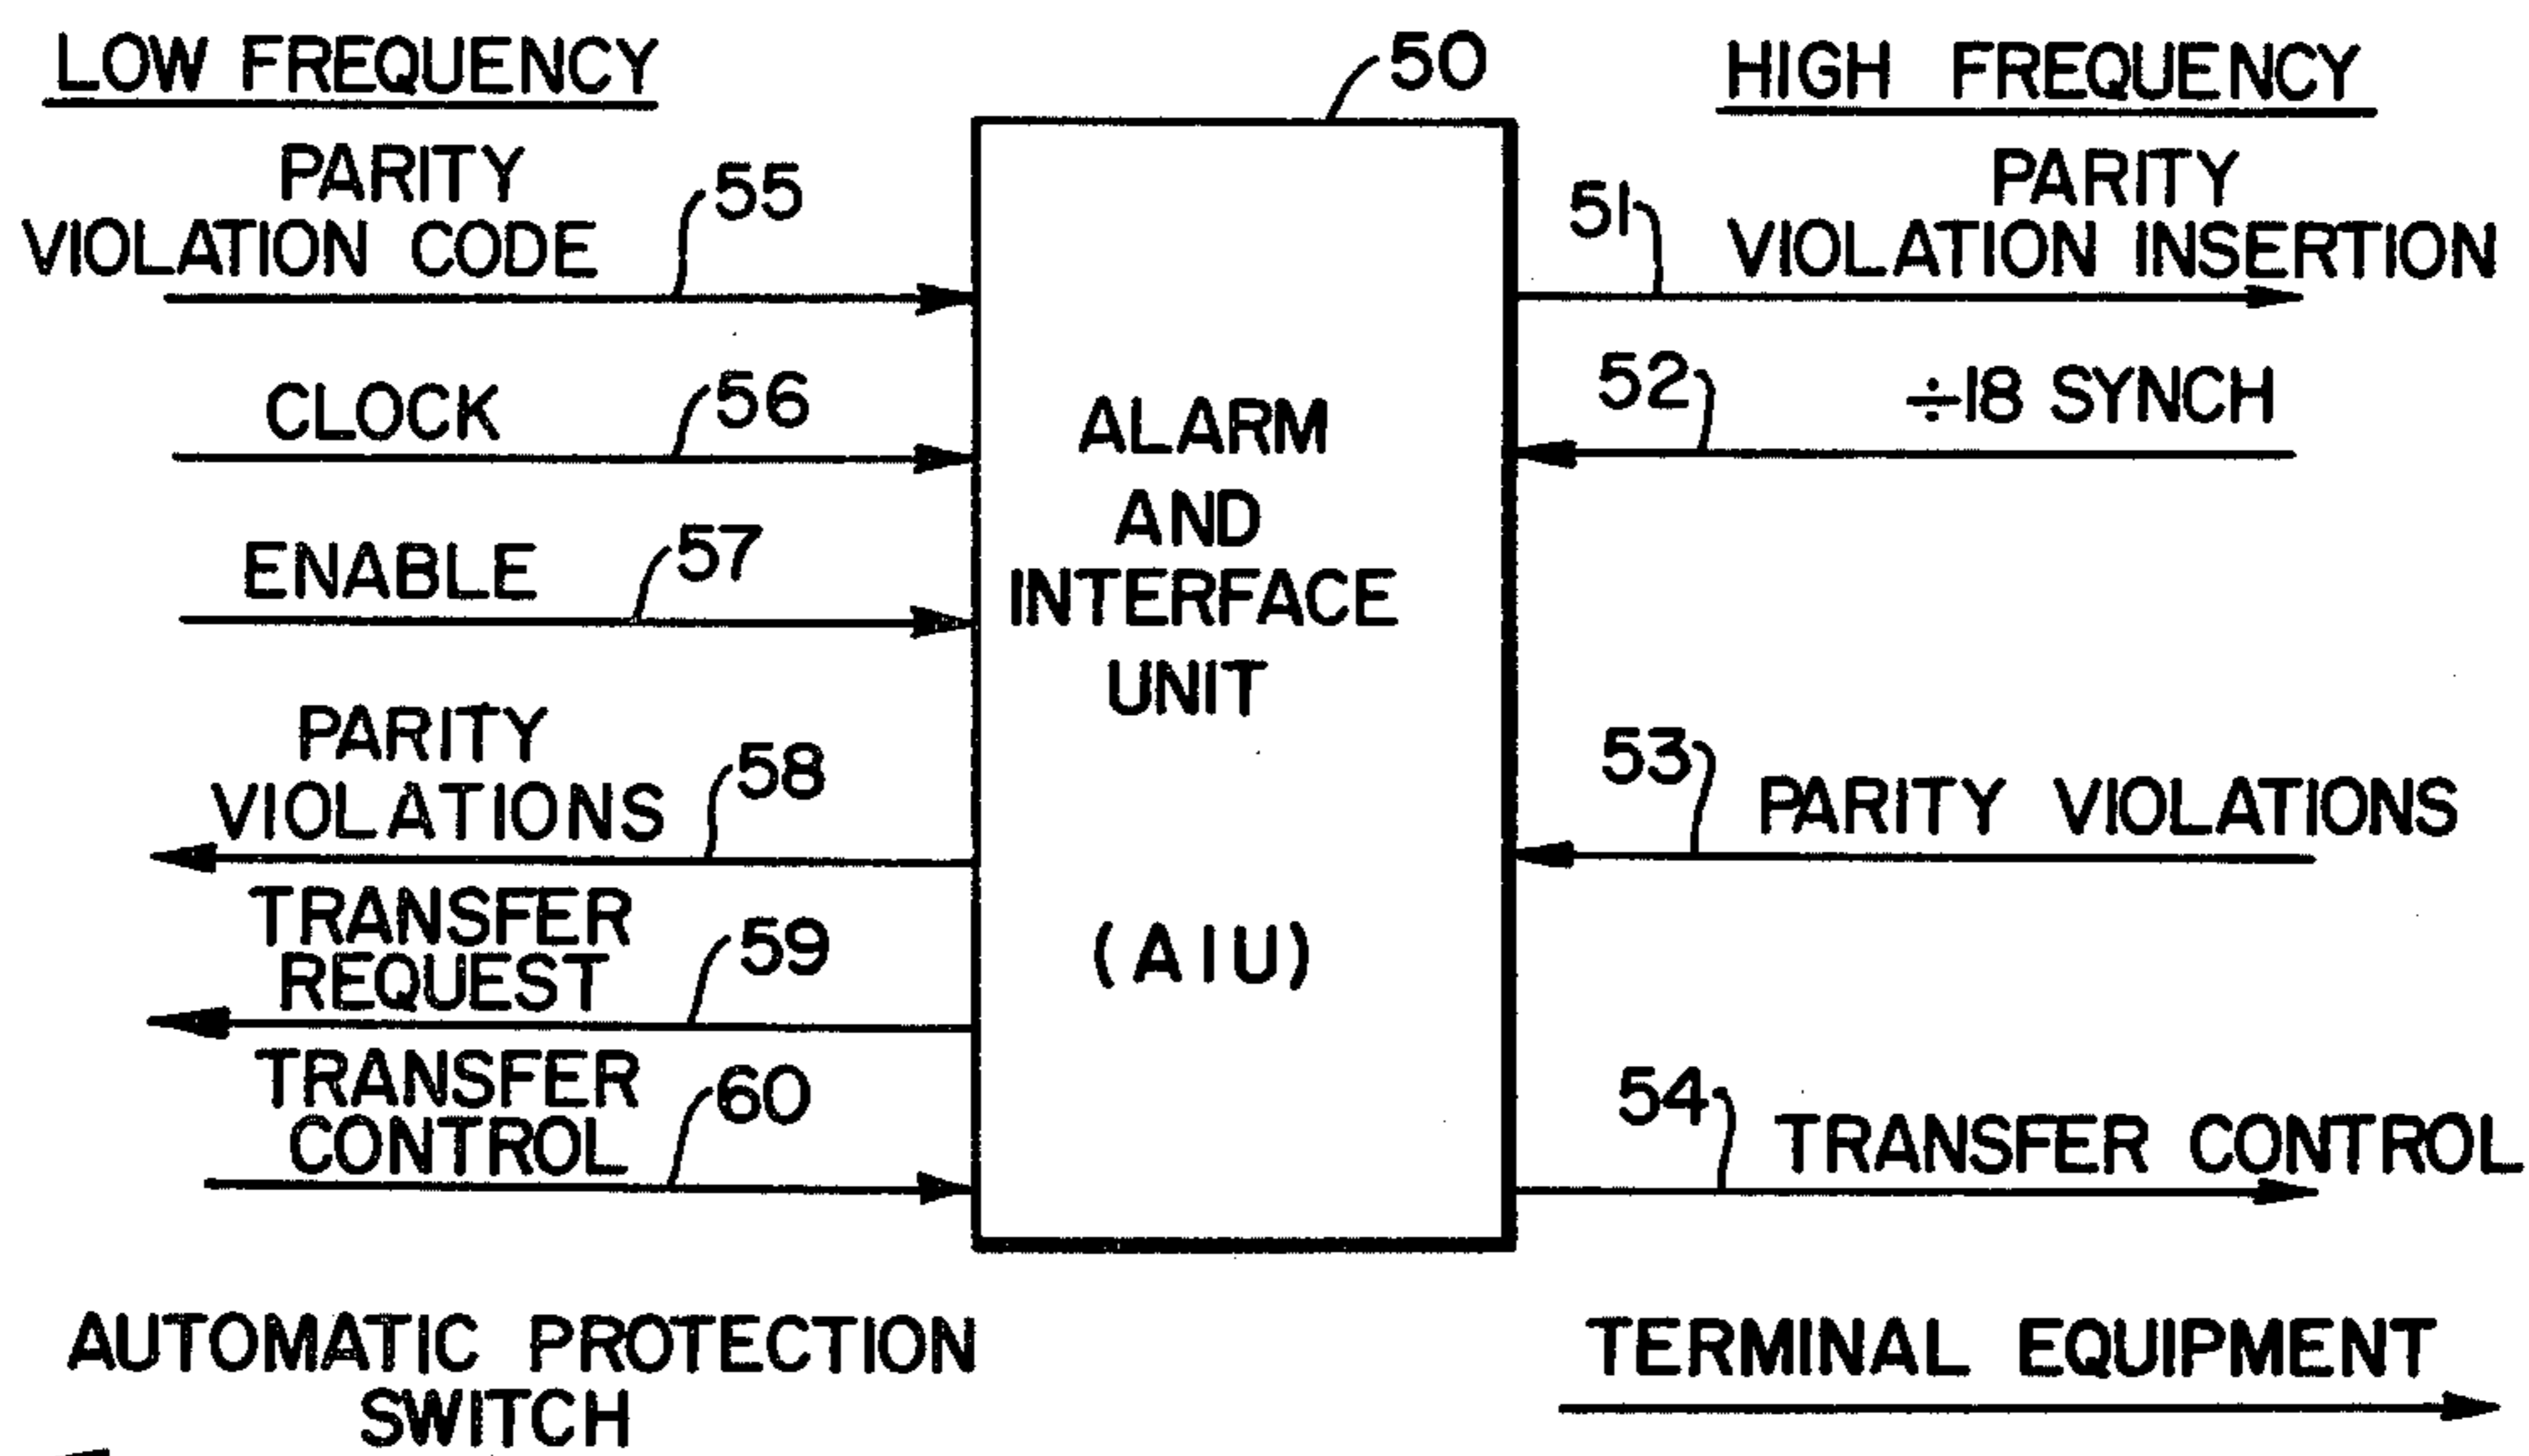 LOW FREQUENCY
PARITY
VIOLATION CODE
55
CLOCK
56
ENABLE
57
PARITY
VIOLATIONS
58
TRANSFER
REQUEST
59
TRANSFER
CONTROL
60
AUTOMATIC PROTECTION
SWITCH
50
ALARM
AND
INTERFACE
UNIT
(AIU)
HIGH FREQUENCY
51
PARITY
VIOLATION INSERTION
52
÷18 SYNCH
53
PARITY VIOLATIONS
54
TRANSFER CONTROL
TERMINAL EQUIPMENT